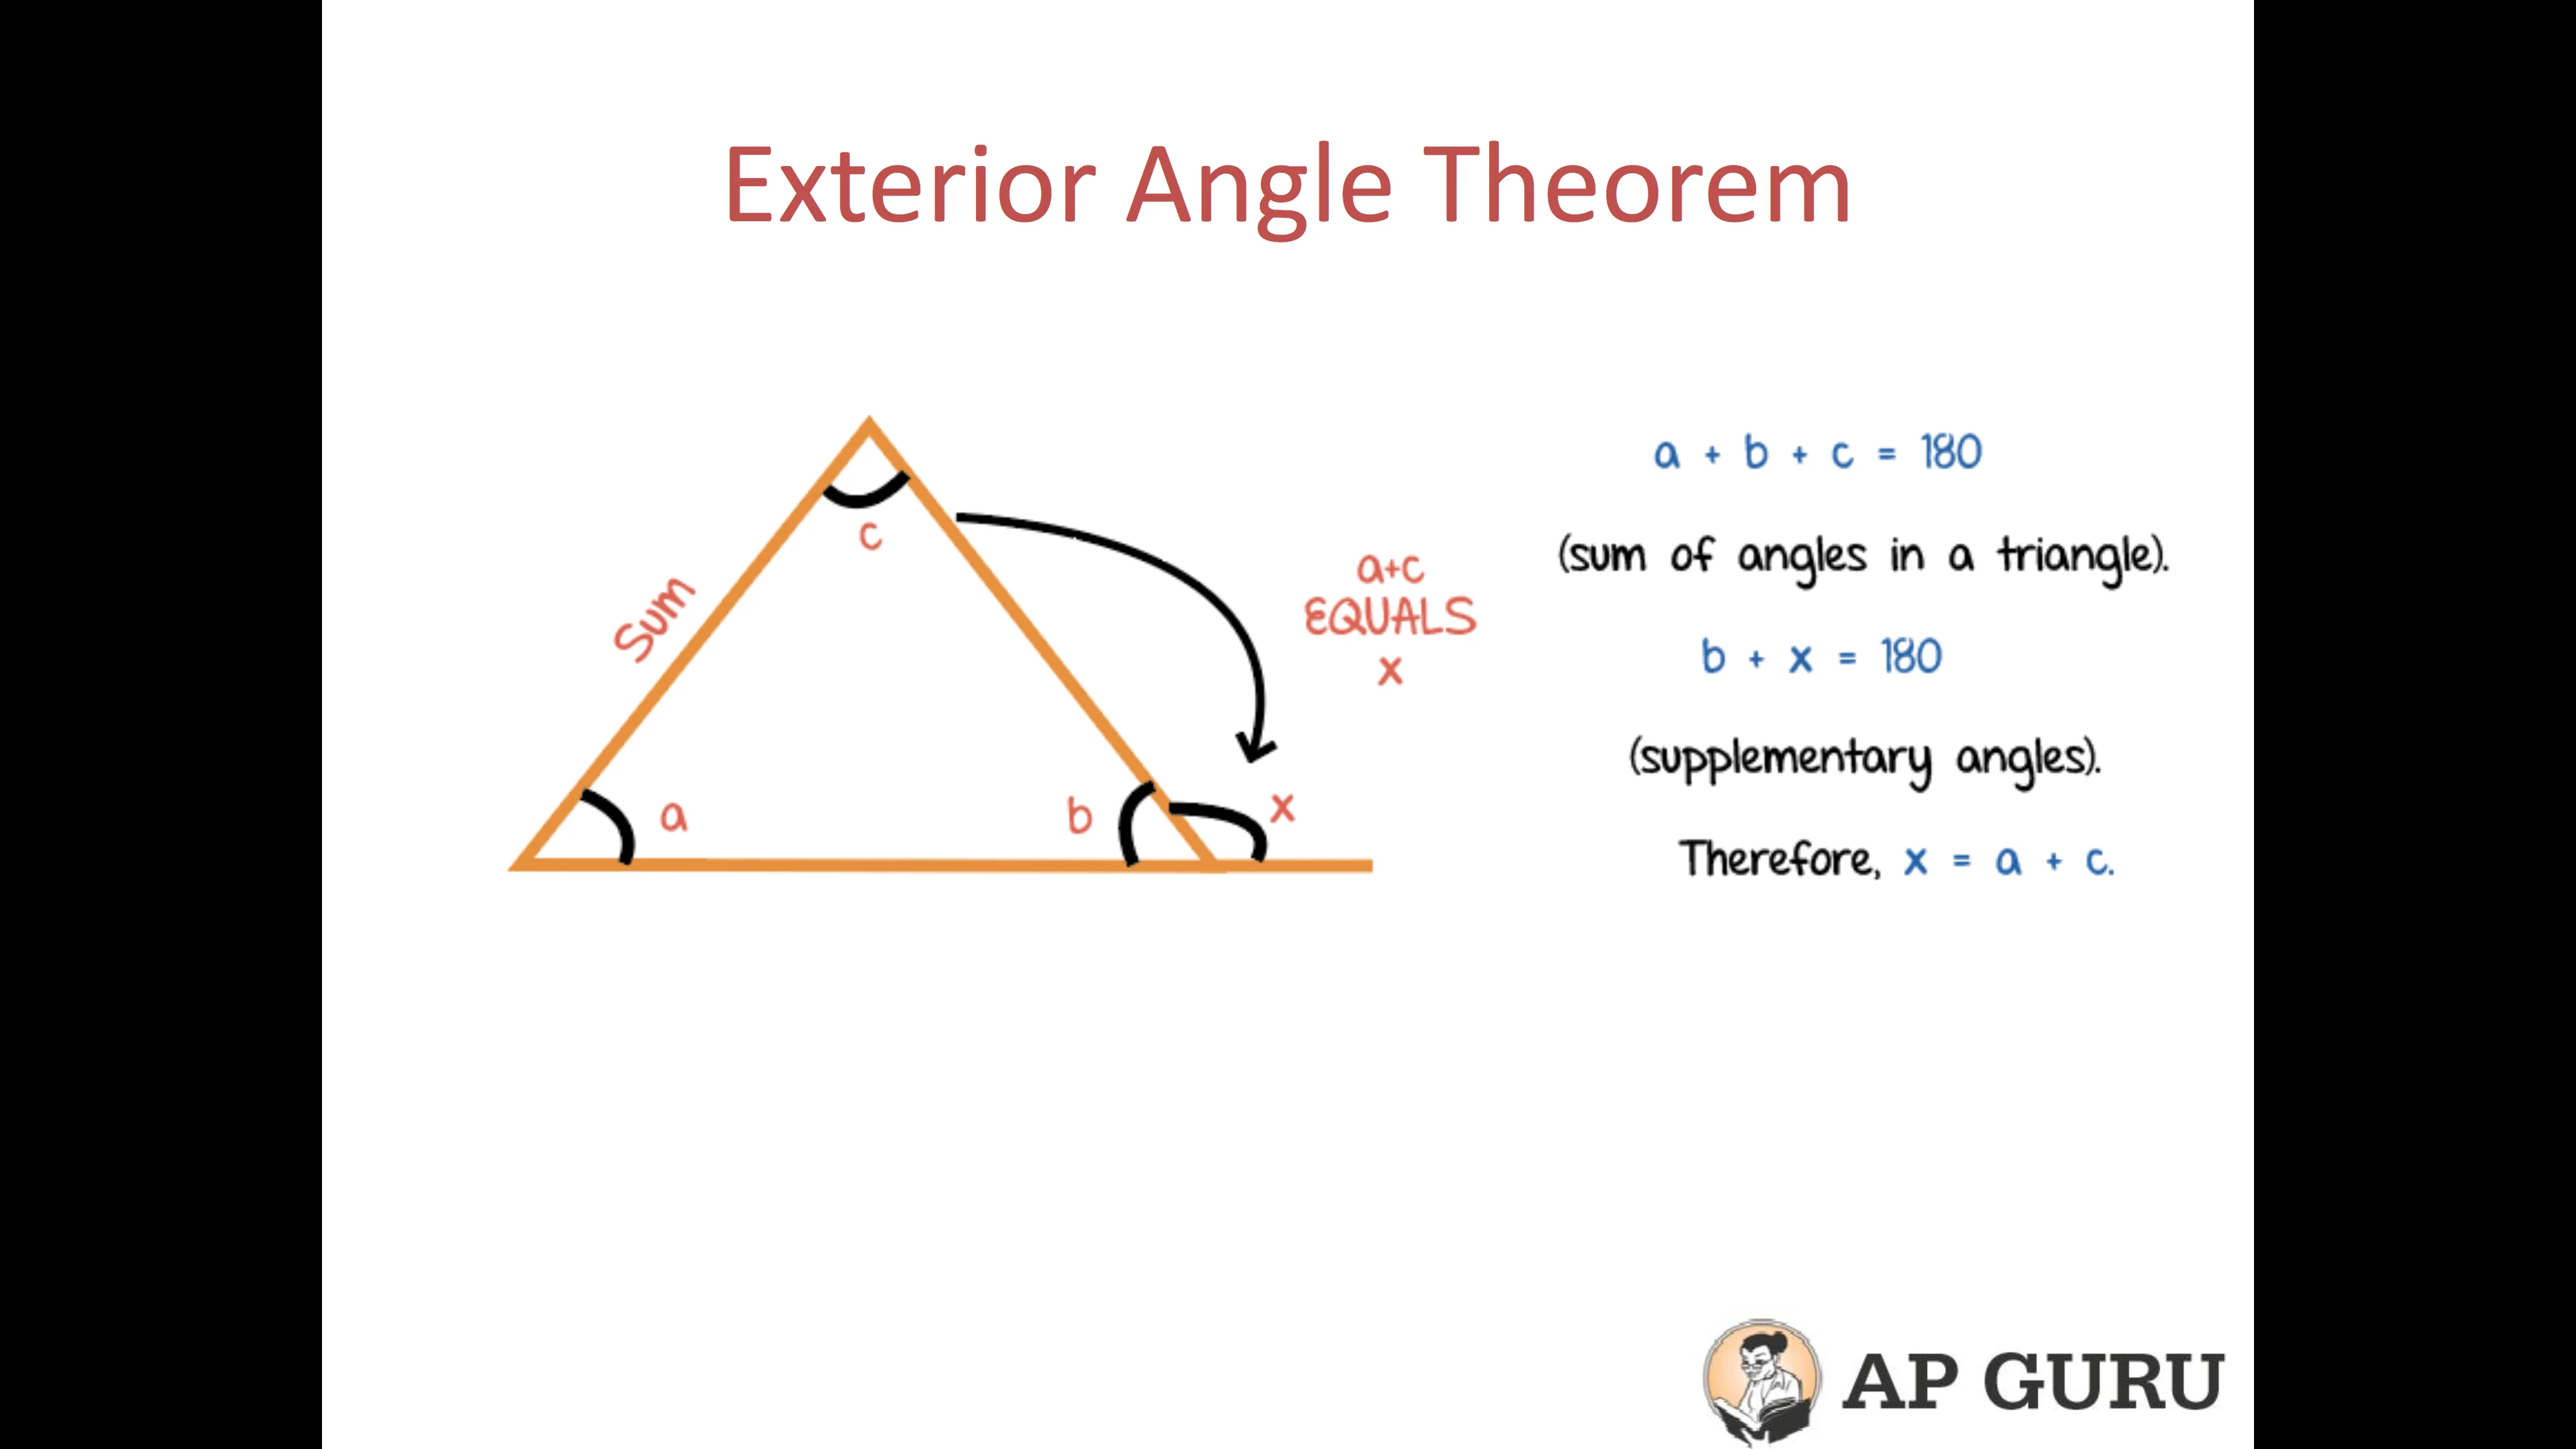 Exterior Angle Theorem
c
Sum
a
b
x
a+c
EQUALS
x
a + b + c = 180
(sum of angles in a triangle).
b + x = 180
(supplementary angles).
Therefore, x = a + c.
AP GURU